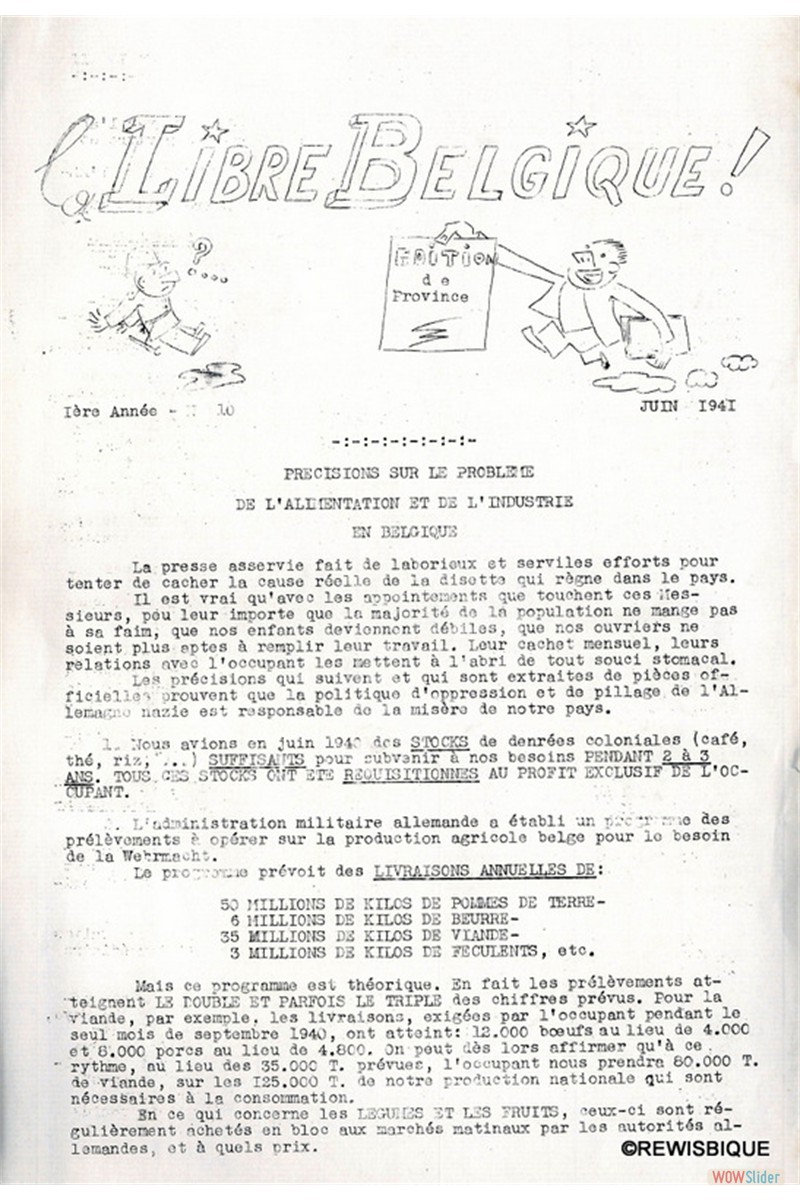 -:-:-:-
La LIBRE BELGIQUE!
?...
EDITION
de
Province
Ière Année - N 10
JUIN 1941
-:-:-:-:-:-:-:-
PRECISIONS SUR LE PROBLEME
DE L'ALIMENTATION ET DE L'INDUSTRIE
EN BELGIQUE
La presse asservie fait de laborieux et serviles efforts pour
tenter de cacher la cause réelle de la disette qui règne dans le pays.
Il est vrai qu'avec les appointements que touchent ces Mes-
sieurs, peu leur importe que la majorité de la population ne mange pas
à sa faim, que nos enfants deviennent débiles, que nos ouvriers ne
soient plus aptes à remplir leur travail. Leur cachet mensuel, leurs
relations avec l'occupant les mettent à l'abri de tout souci stomacal.
Les précisions qui suivent et qui sont extraites de pièces of-
ficielles prouvent que la politique d'oppression et de pillage de l'Al-
lemagne nazie est responsable de la misère de notre pays.
1. Nous avions en juin 1940 des STOCKS de denrées coloniales (café,
thé, riz, ...) SUFFISANTS pour subvenir à nos besoins PENDANT 2 à 3
ANS. TOUS CES STOCKS ONT ETE REQUISITIONNES AU PROFIT EXCLUSIF DE L'OC-
CUPANT.
. L'administration militaire allemande a établi un programme des
prélèvements à opérer sur la production agricole belge pour le besoin
de la Wehrmacht.
Le programme prévoit des LIVRAISONS ANNUELLES DE:
50 MILLIONS DE KILOS DE POMMES DE TERRE-
6 MILLIONS DE KILOS DE BEURRE-
35 MILLIONS DE KILOS DE VIANDE-
3 MILLIONS DE KILOS DE FECULENTS, etc.
Mais ce programme est théorique. En fait les prélèvements at-
teignent LE DOUBLE ET PARFOIS LE TRIPLE des chiffres prévus. Pour la
viande, par exemple, les livraisons, exigées par l'occupant pendant le
seul mois de septembre 1940, ont atteint: 12.000 bœufs au lieu de 4.000
et 8.000 porcs au lieu de 4.800. On peut dès lors affirmer qu'à ce
rythme, au lieu des 35.000 T. prévues, l'occupant nous prendra 80.000 T.
de viande, sur les 125.000 T. de notre production nationale qui sont
nécessaires à la consommation.
En ce qui concerne les LEGUMES ET LES FRUITS, ceux-ci sont ré-
gulièrement achetés en bloc aux marchés matinaux par les autorités al-
lemandes, et à quels prix.
©REWISBIQUE
WOWSlider